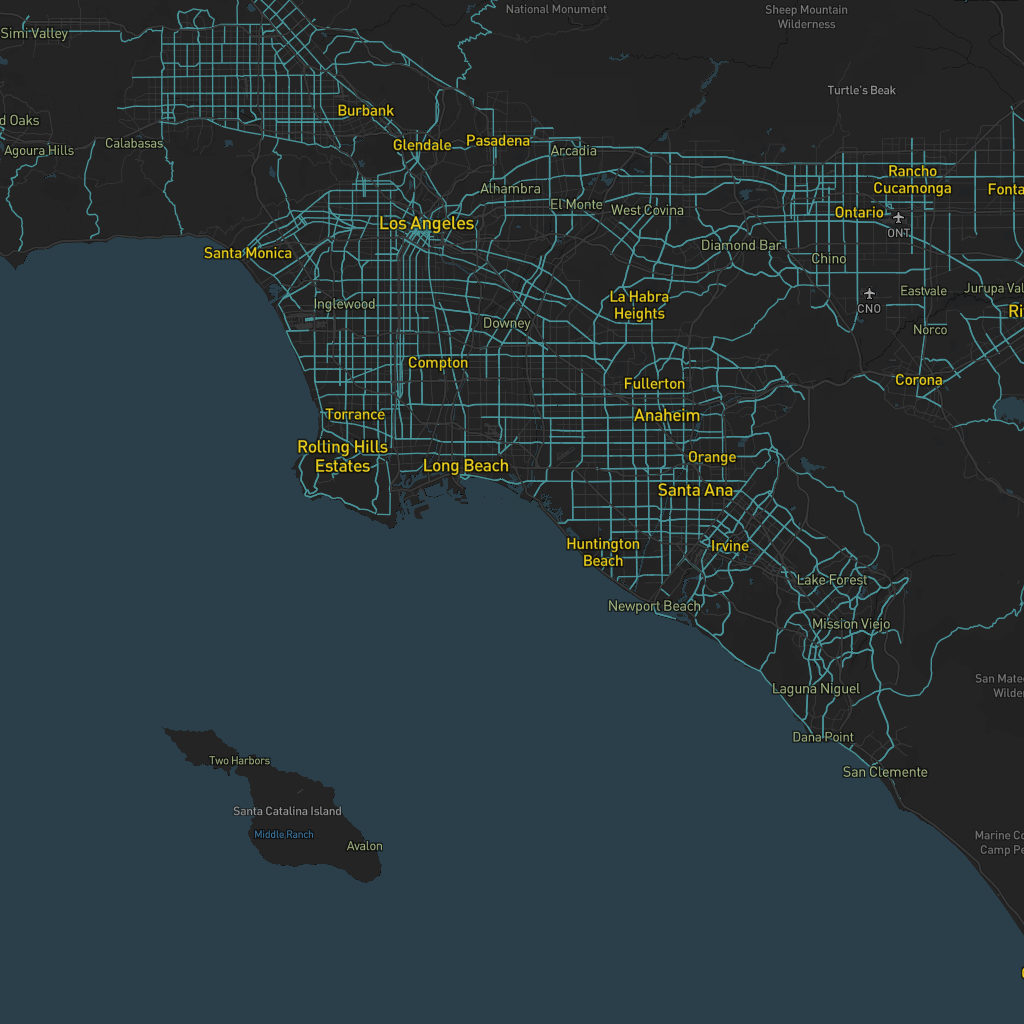 National Monument
Sheep Mountain
Wilderness
Simi Valley
Turtle's Beak
Burbank
d Oaks
Agoura Hills
Calabasas
Glendale
Pasadena
Arcadia
Rancho
Cucamonga
Fonta
Alhambra
El Monte
West Covina
Ontario
ONT
Los Angeles
Santa Monica
Diamond Bar
Chino
Inglewood
La Habra
Heights
CNO
Eastvale
Jurupa Val
Ri
Downey
Norco
Compton
Fullerton
Corona
Torrance
Anaheim
Rolling Hills
Estates
Long Beach
Orange
Santa Ana
Huntington
Beach
Irvine
Lake Forest
Newport Beach
Mission Viejo
San Mate
Wilder
Laguna Niguel
Dana Point
San Clemente
Two Harbors
Santa Catalina Island
Middle Ranch
Avalon
Marine Co
Camp Pe